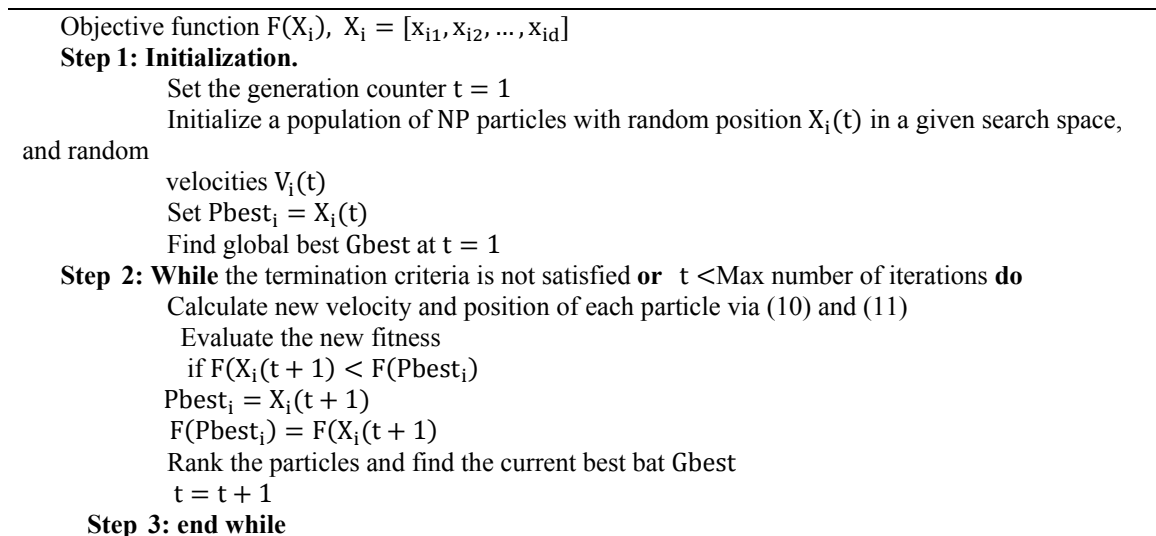 Objective function F(Xᵢ), Xᵢ = [xᵢ₁, xᵢ₂, … , xᵢd]
Step 1: Initialization.
Set the generation counter t = 1
Initialize a population of NP particles with random position Xᵢ(t) in a given search space,
and random
velocities Vᵢ(t)
Set Pbestᵢ = Xᵢ(t)
Find global best Gbest at t = 1
Step 2: While the termination criteria is not satisfied or t <Max number of iterations do
Calculate new velocity and position of each particle via (10) and (11)
Evaluate the new fitness
if F(Xᵢ(t + 1) < F(Pbestᵢ)
Pbestᵢ = Xᵢ(t + 1)
F(Pbestᵢ) = F(Xᵢ(t + 1)
Rank the particles and find the current best bat Gbest
t = t + 1
Step 3: end while